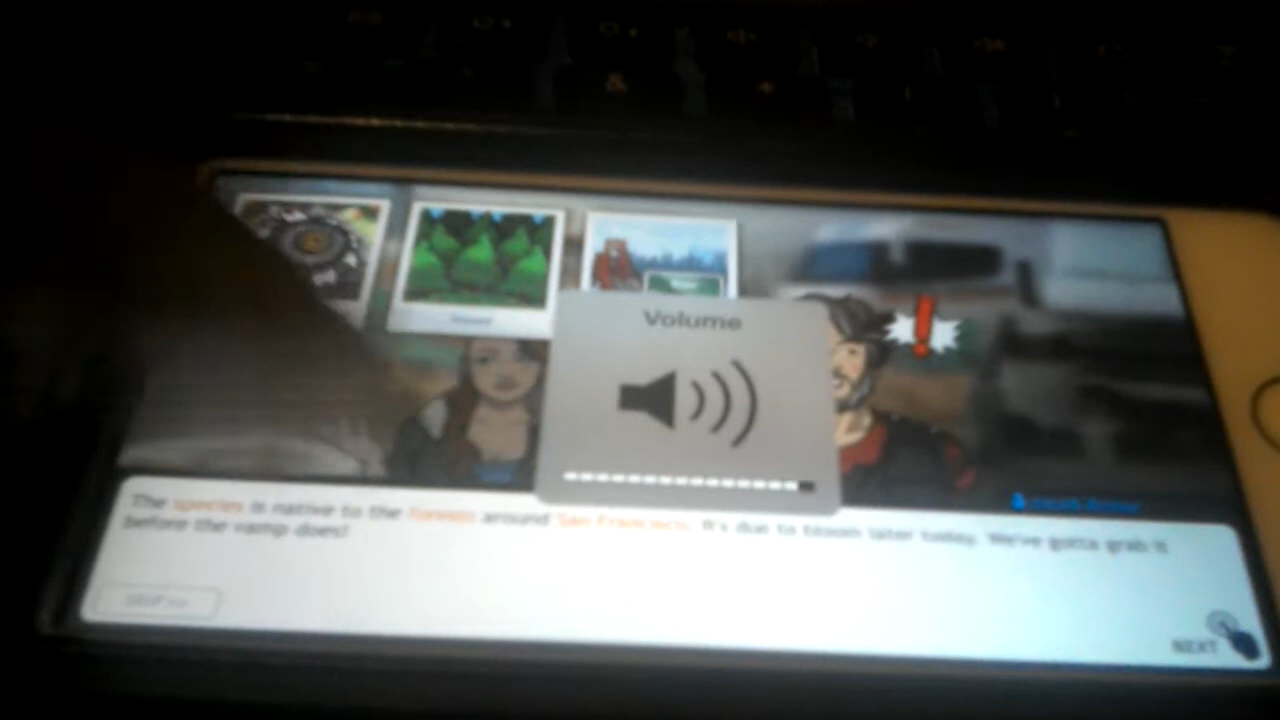 Volume
The species is native to the forests around San Francisco. It's due to bloom later today. We've gotta grab it
before the vamp does!
NEXT